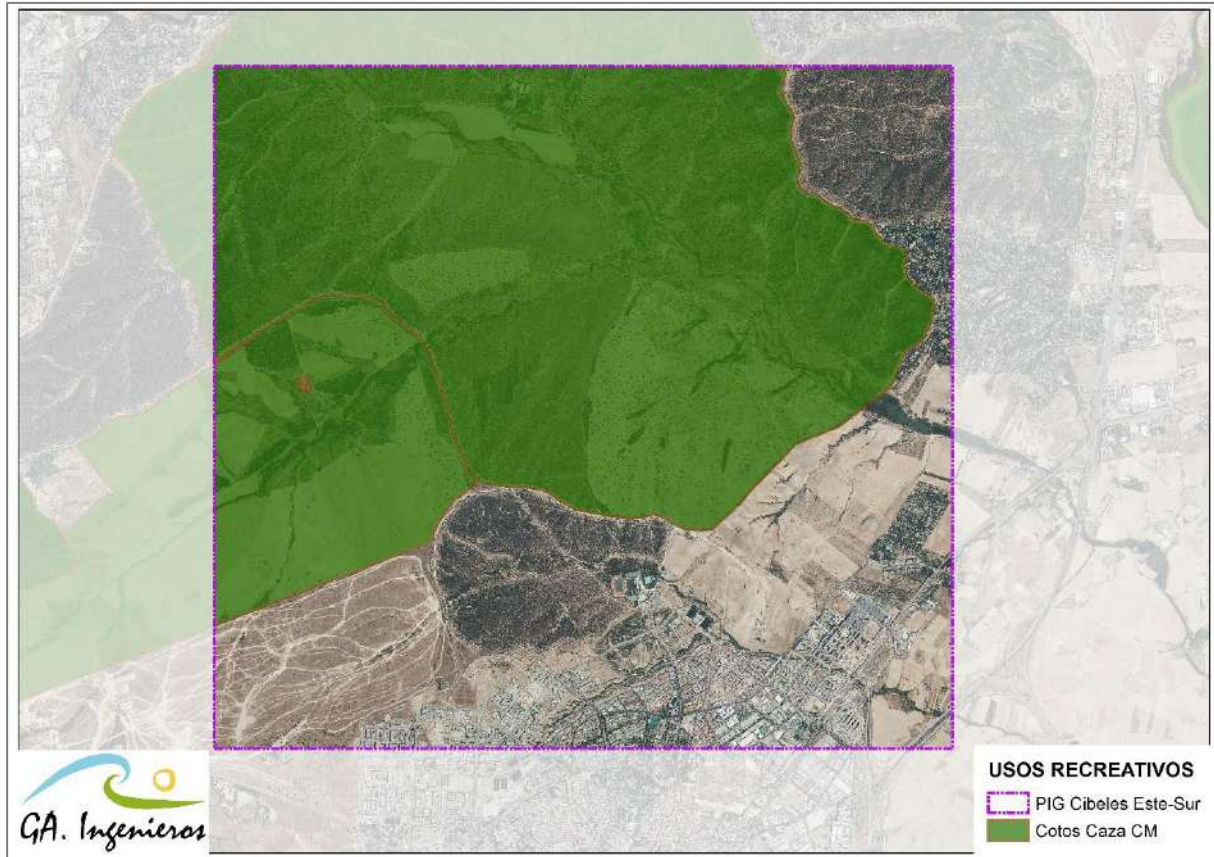 GA. Ingenieros
USOS RECREATIVOS
PIG Cibeles Este-Sur
Cotos Caza CM